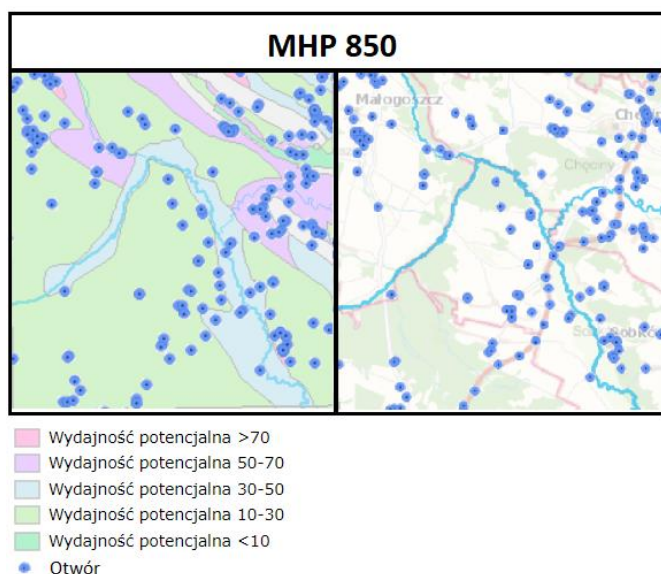 MHP 850
Małogoszcz
Chęciny
Sobków
Wydajność potencjalna >70
Wydajność potencjalna 50-70
Wydajność potencjalna 30-50
Wydajność potencjalna 10-30
Wydajność potencjalna <10
Otwór